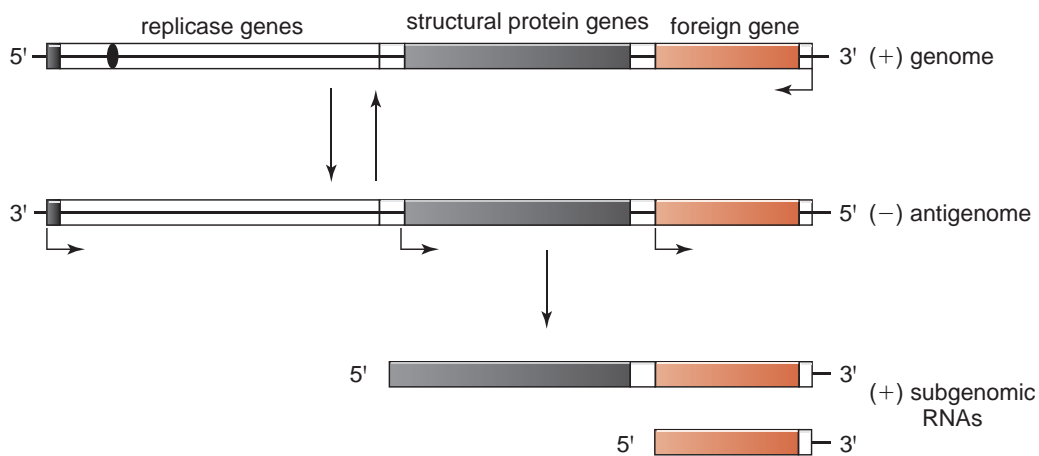 replicase genes structural protein genes foreign gene
5' 3' (+) genome
3' 5' (−) antigenome
5' 3'
(+) subgenomic
RNAs
5' 3'